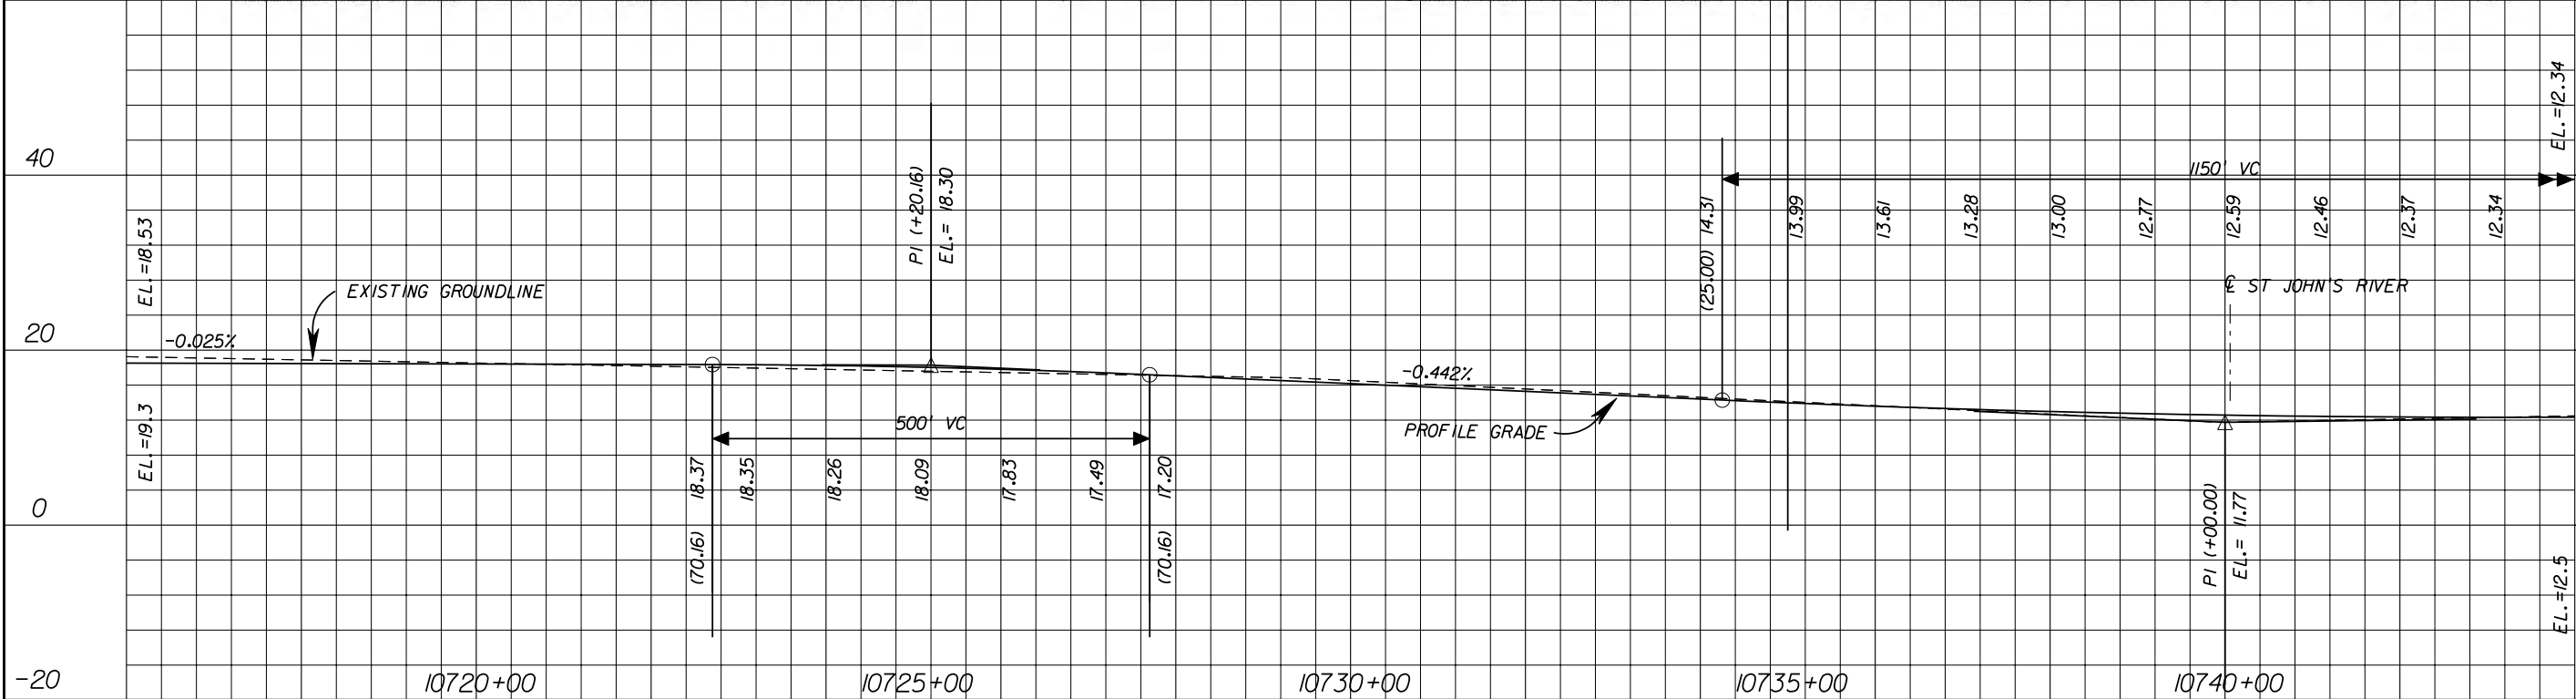 EL.=12.34
40
1150' VC
PI (+20.16)
EL.= 18.30
(25.00) 14.31
13.99
13.61
13.28
13.00
12.77
12.59
12.46
12.37
12.34
EL.=18.53
EXISTING GROUNDLINE
℄ ST JOHN'S RIVER
20
-0.025%
-0.442%
EL.=19.3
500' VC
PROFILE GRADE
(70.16) 18.37
18.35
18.26
18.09
17.83
17.49
(70.16) 17.20
0
PI (+00.00)
EL.= 11.77
EL.=12.5
-20
10720+00
10725+00
10730+00
10735+00
10740+00